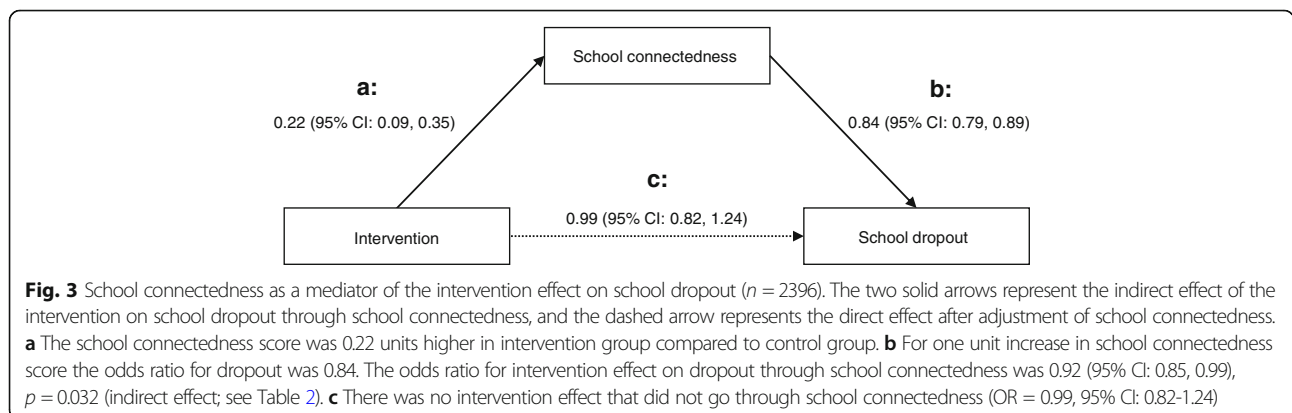 School connectedness
a:
b:
0.22 (95% CI: 0.09, 0.35)
0.84 (95% CI: 0.79, 0.89)
c:
0.99 (95% CI: 0.82, 1.24)
Intervention
School dropout
Fig. 3 School connectedness as a mediator of the intervention effect on school dropout (n = 2396). The two solid arrows represent the indirect effect of the
intervention on school dropout through school connectedness, and the dashed arrow represents the direct effect after adjustment of school connectedness.
a The school connectedness score was 0.22 units higher in intervention group compared to control group. b For one unit increase in school connectedness
score the odds ratio for dropout was 0.84. The odds ratio for intervention effect on dropout through school connectedness was 0.92 (95% CI: 0.85, 0.99),
p = 0.032 (indirect effect; see Table 2). c There was no intervention effect that did not go through school connectedness (OR = 0.99, 95% CI: 0.82-1.24)